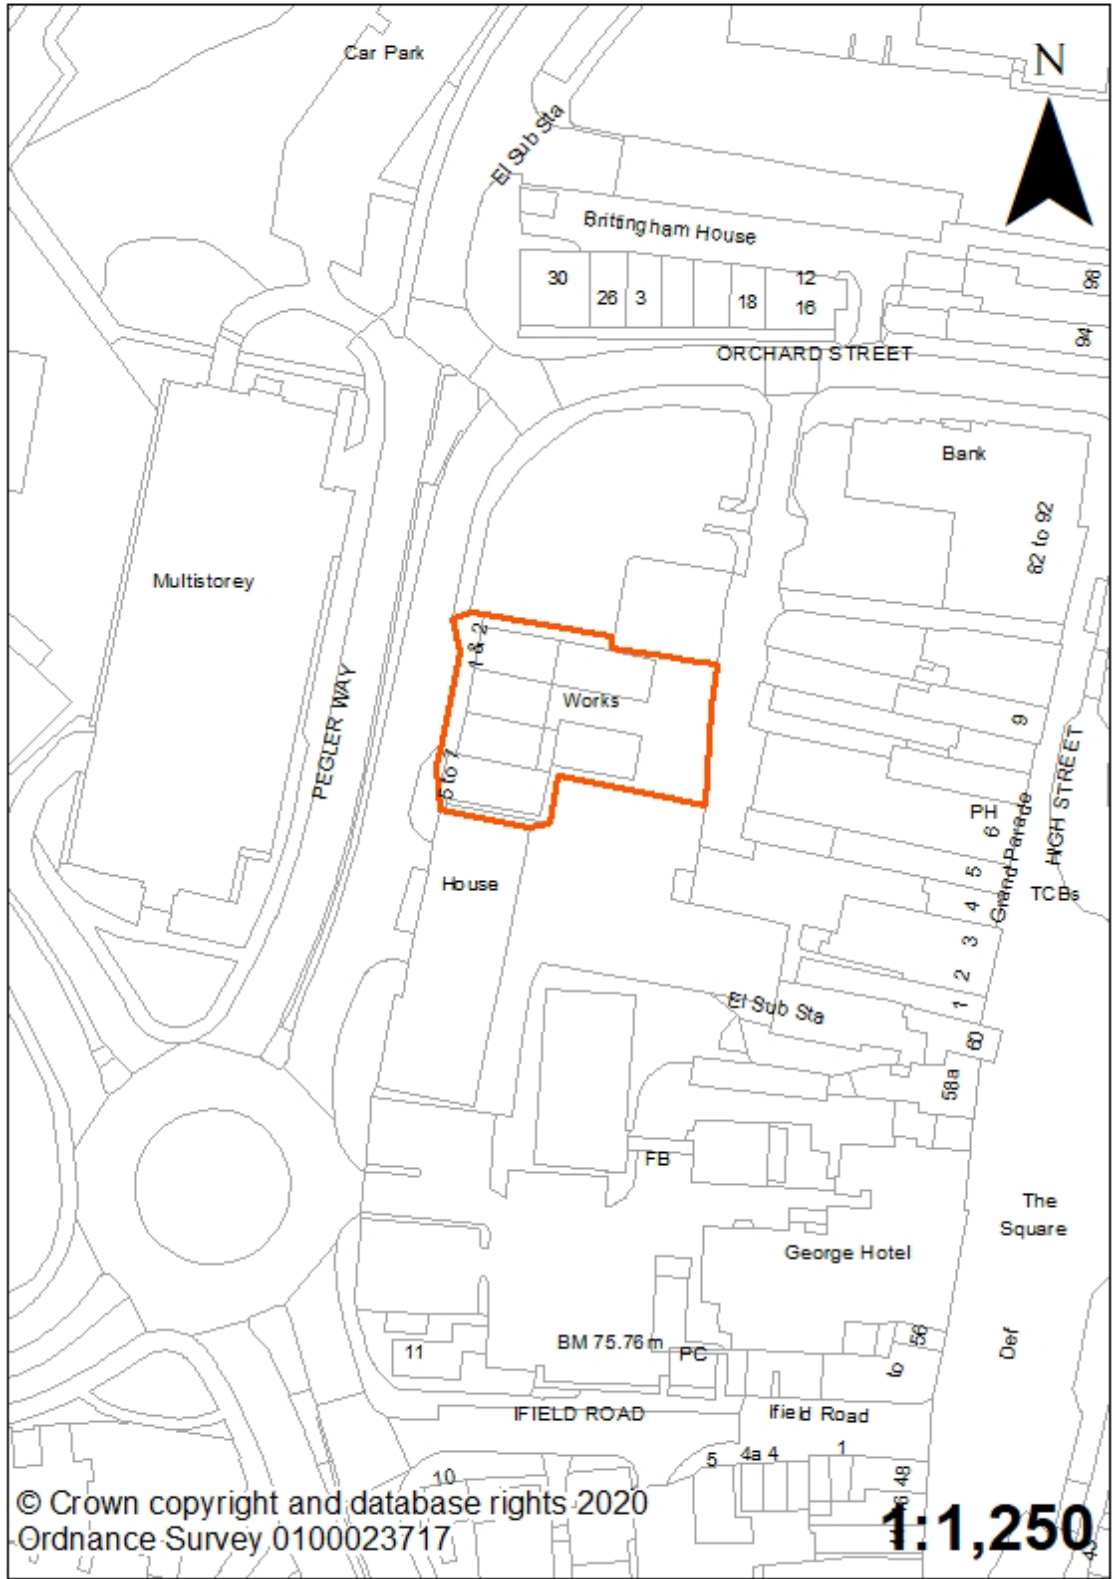 Car Park
N
El Sub Sta
Brittingham House
30
26
3
18
12
16
98
94
ORCHARD STREET
Bank
82 to 92
Multistorey
1 & 2
Works
PEGLER WAY
5 to 7
9
HIGH STREET
PH
6
Grand Parade
5
TCBs
House
4
3
2
El Sub Sta
1
60
58a
FB
The
Square
George Hotel
BM 75.76m
PC
56
to
Def
11
IFIELD ROAD
Ifield Road
5
4a 4
1
10
48
© Crown copyright and database rights 2020
Ordnance Survey 0100023717
1:1,250